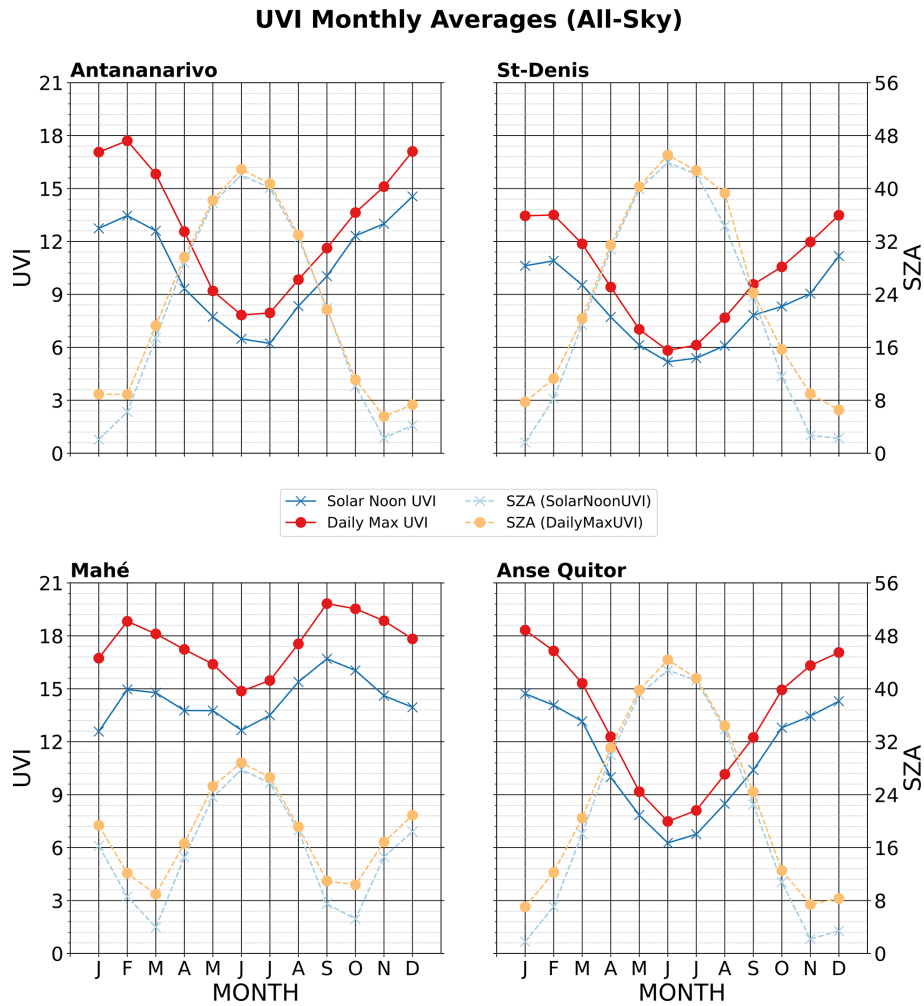 UVI Monthly Averages (All-Sky)
Antananarivo
St-Denis
21
18
15
12
9
6
3
0
UVI
56
48
40
32
24
16
8
0
SZA
Solar Noon UVI
Daily Max UVI
SZA (SolarNoonUVI)
SZA (DailyMaxUVI)
Mahé
Anse Quitor
21
18
15
12
9
6
3
0
UVI
56
48
40
32
24
16
8
0
SZA
J F M A M J J A S O N D
J F M A M J J A S O N D
MONTH
MONTH